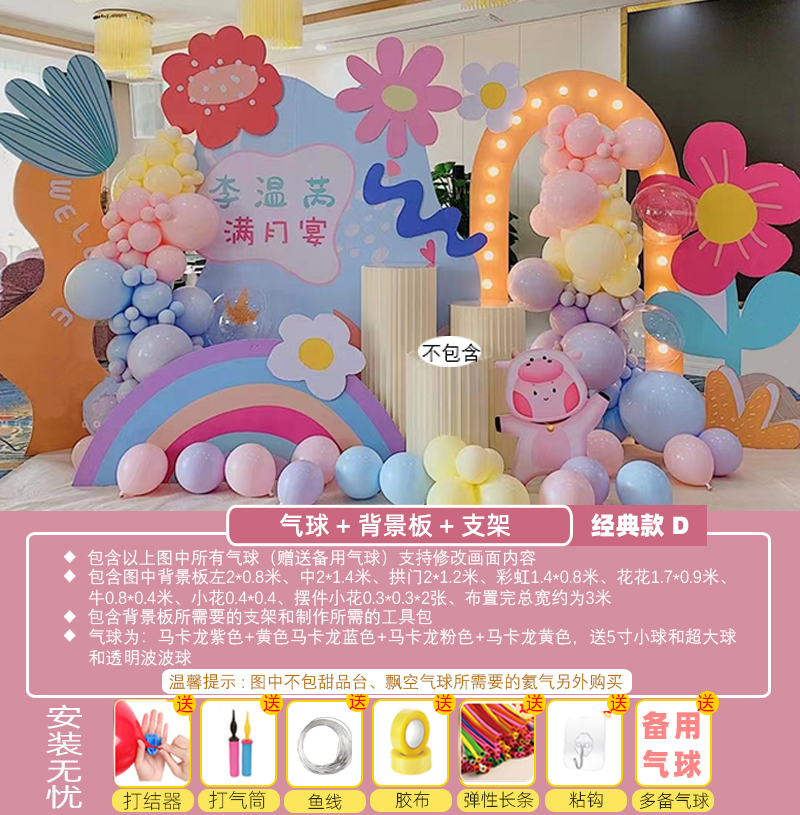 WELCOME
李温芮
满月宴
不包含
气球 + 背景板 + 支架
经典款 D
◆ 包含以上图中所有气球（赠送备用气球）支持修改画面内容
◆ 包含图中背景板左2*0.8米、中2*1.4米、拱门2*1.2米、彩虹1.4*0.8米、花花1.7*0.9米、
牛0.8*0.4米、小花0.4*0.4、摆件小花0.3*0.3*2张、布置完总宽约为3米
◆ 包含背景板所需要的支架和制作所需的工具包
◆ 气球为：马卡龙紫色+黄色马卡龙蓝色+马卡龙粉色+马卡龙黄色，送5寸小球和超大球
和透明波波球
温馨提示 : 图中不包甜品台、飘空气球所需要的氦气另外购买
安装无忧
送 送 送 送 送 送 送
备用
气球
打结器 打气筒 鱼线 胶布 弹性长条 粘钩 多备气球